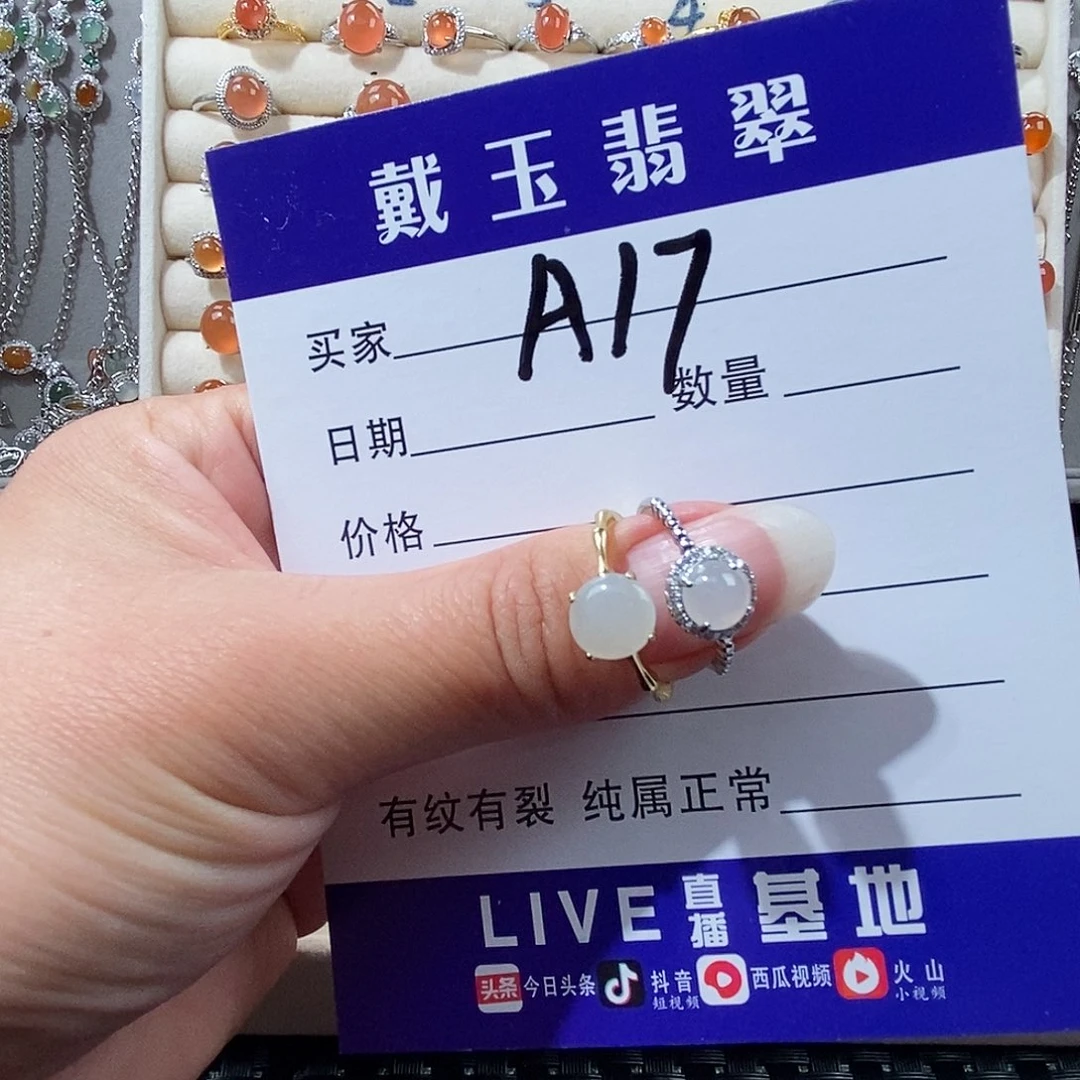 4
戴玉翡翠
A17
买家
日期 数量
价格
有纹有裂 纯属正常
LIVE 直播 基地
头条 今日头条 抖音短视频 西瓜视频 火山小视频